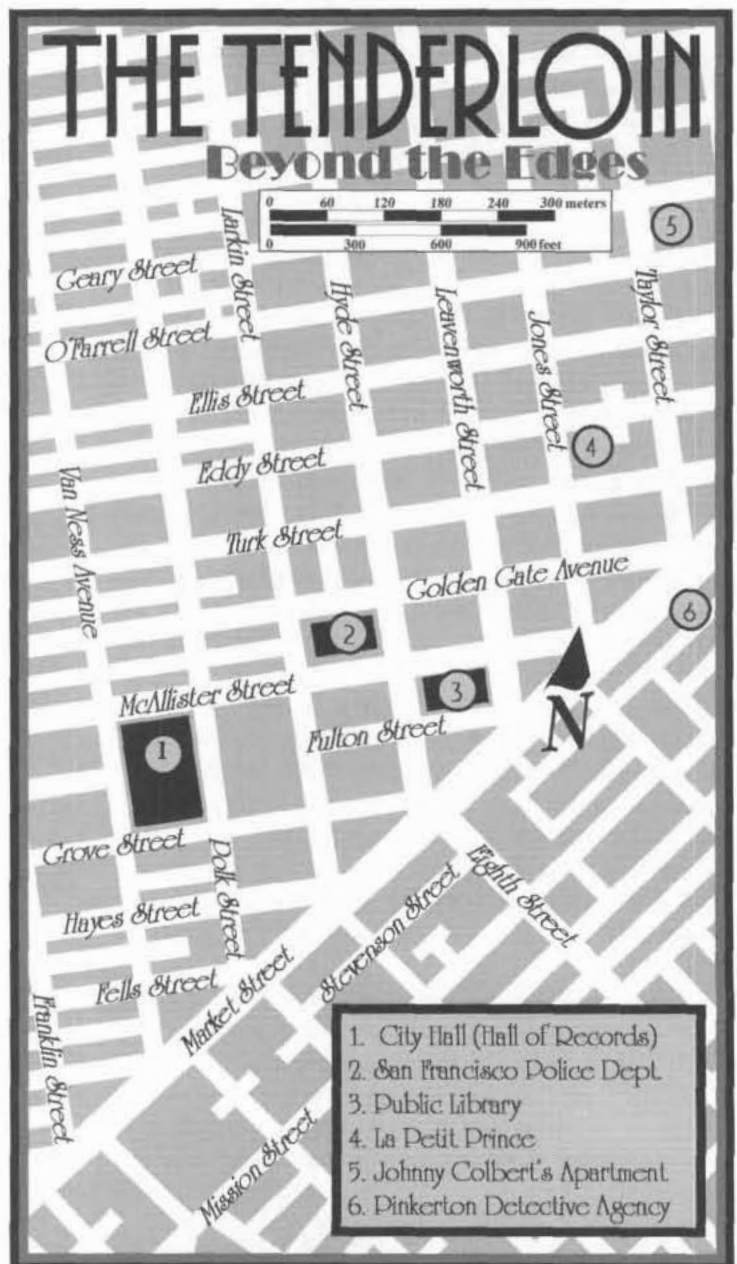 THE TENDERLOIN
Beyond the Edges
0 60 120 180 240 300 meters
0 300 600 900 feet
5
Larkin Street
Geary Street
Hyde Street
Leavenworth Street
Jones Street
Taylor Street
O'Farrell Street
Ellis Street
4
Eddy Street
Van Ness Avenue
Turk Street
Golden Gate Avenue
6
2
McAllister Street
3
Fulton Street
N
1
Grove Street
Polk Street
Eighth Street
Hayes Street
Stevenson Street
Fells Street
Market Street
Franklin Street
Mission Street
1. City Hall (Hall of Records)
2. San Francisco Police Dept.
3. Public Library
4. La Petit Prince
5. Johnny Colbert's Apartment
6. Pinkerton Detective Agency